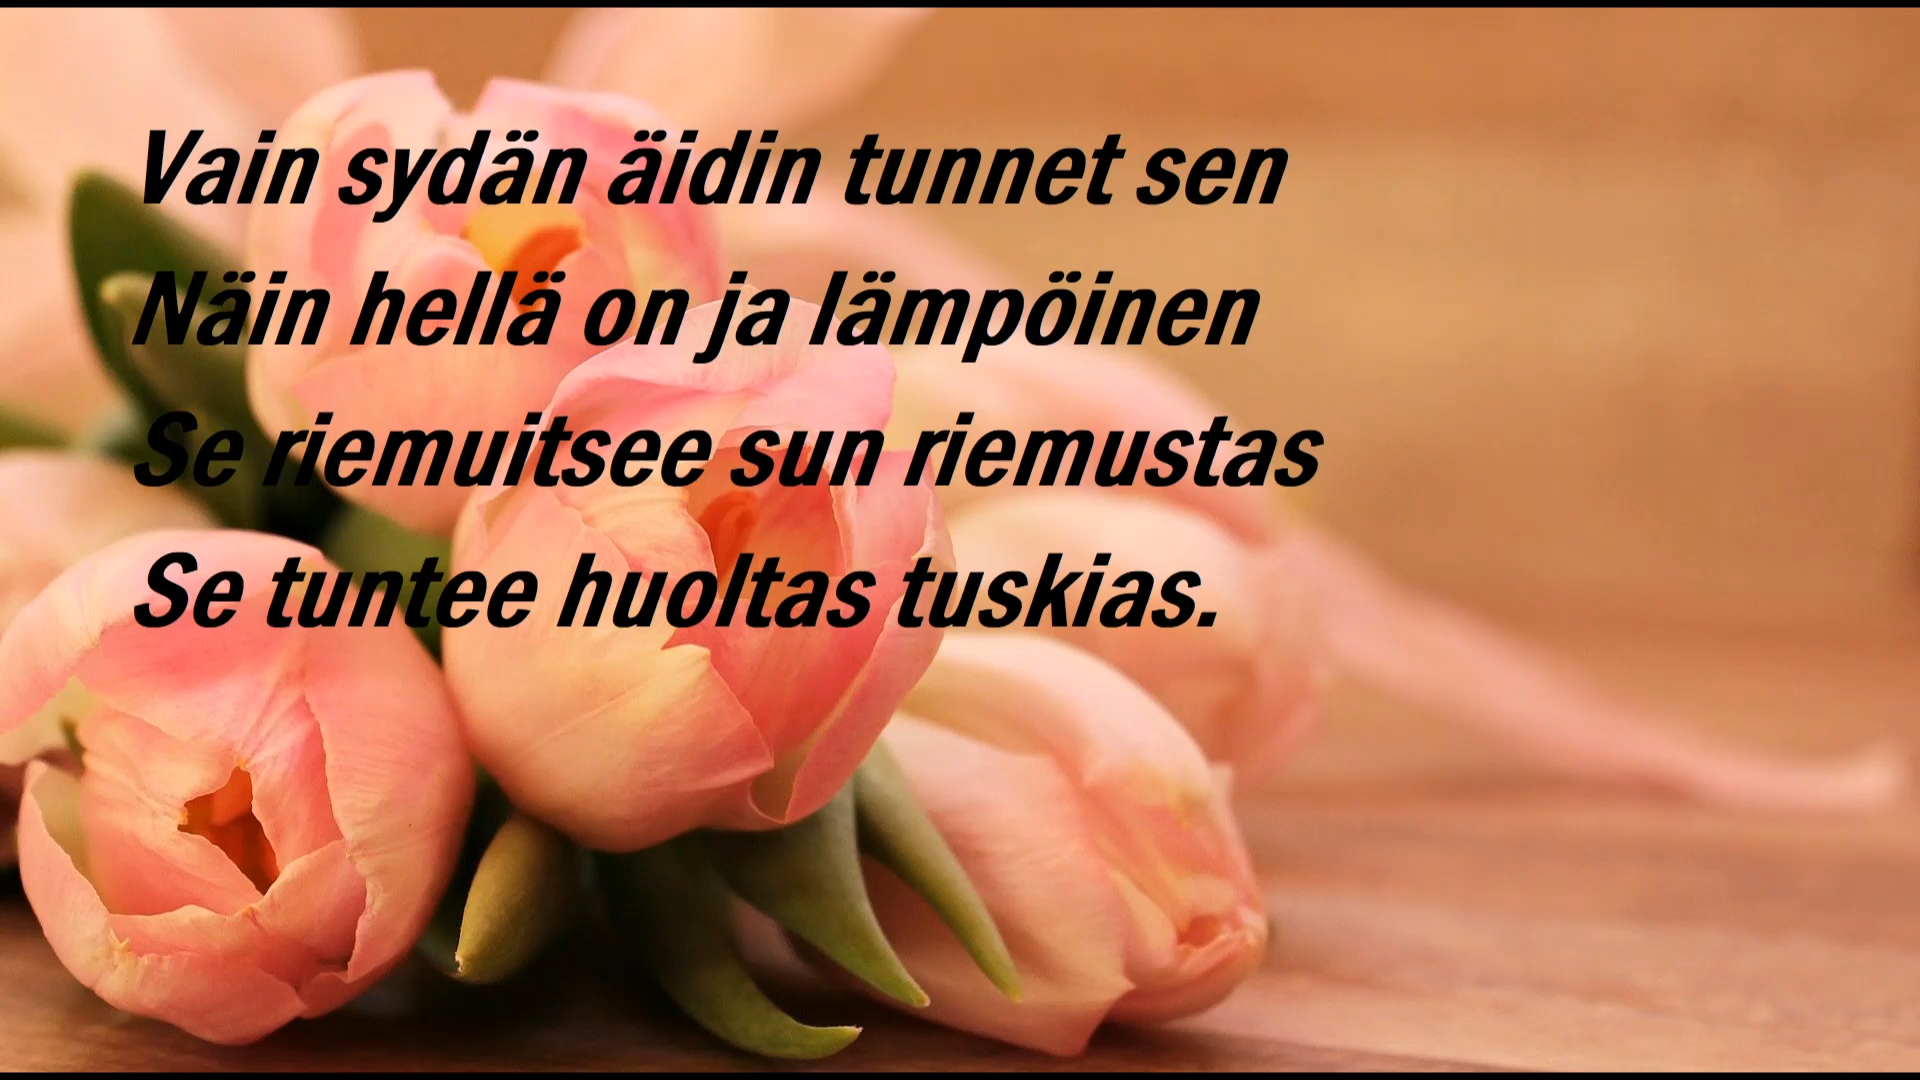 Vain sydän äidin tunnet sen
Näin hellä on ja lämpöinen
Se riemuitsee sun riemustas
Se tuntee huoltas tuskias.